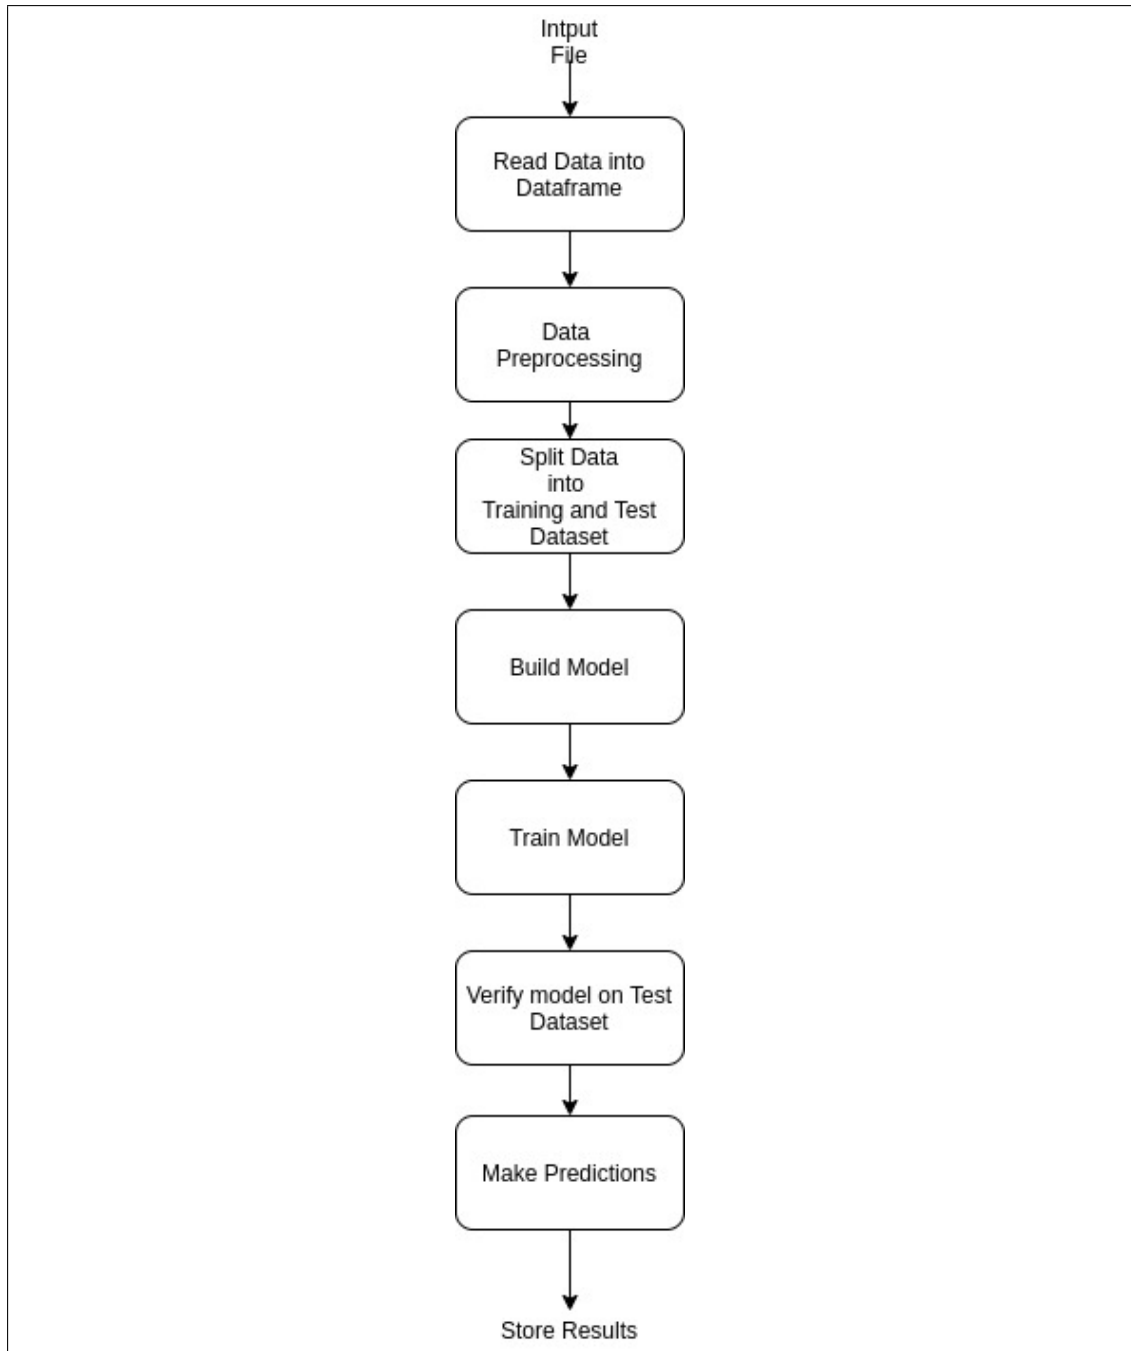 Intput
File
Read Data into
Dataframe
Data
Preprocessing
Split Data
into
Training and Test
Dataset
Build Model
Train Model
Verify model on Test
Dataset
Make Predictions
Store Results